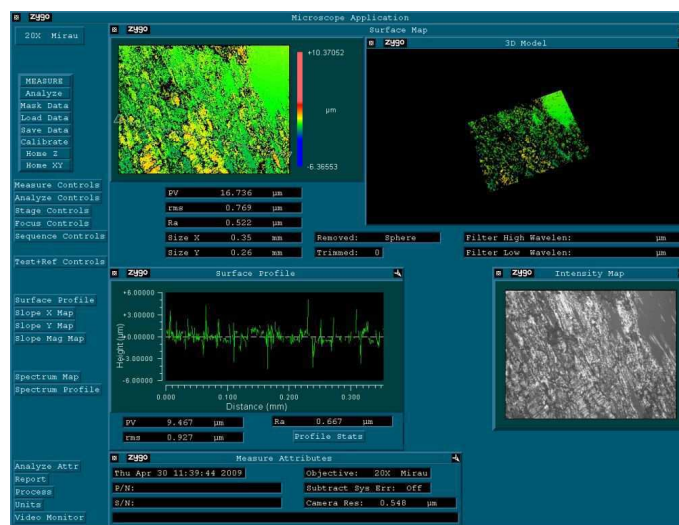 zygo Microscope Application
20X Mirau
MEASURE
Analyze
Mask Data
Load Data
Save Data
Calibrate
Home Z
Home XY
Measure Controls
Analyze Controls
Stage Controls
Focus Controls
Sequence Controls
Test+Ref Controls
Surface Profile
Slope X Map
Slope Y Map
Slope Mag Map
Spectrum Map
Spectrum Profile
Analyze Attr
Report
Process
Units
Video Monitor
zygo Surface Map
+10.37052
µm
-6.36553
zygo 3D Model
PV 16.736 µm
rms 0.769 µm
Ra 0.522 µm
Size X 0.35 mm
Size Y 0.26 mm
Removed: Sphere
Trimmed: 0
Filter High Wavelen: µm
Filter Low Wavelen: µm
zygo Surface Profile
+6.00000
+3.00000
+0.00000
-3.00000
-6.00000
Height (µm)
0.000 0.100 0.200 0.300
Distance (mm)
PV 9.467 µm
rms 0.927 µm
Ra 0.667 µm
Profile Stats
zygo Intensity Map
zygo Measure Attributes
Thu Apr 30 11:39:44 2009
P/N:
S/N:
Objective: 20X Mirau
Subtract Sys Err: Off
Camera Res: 0.548 µm